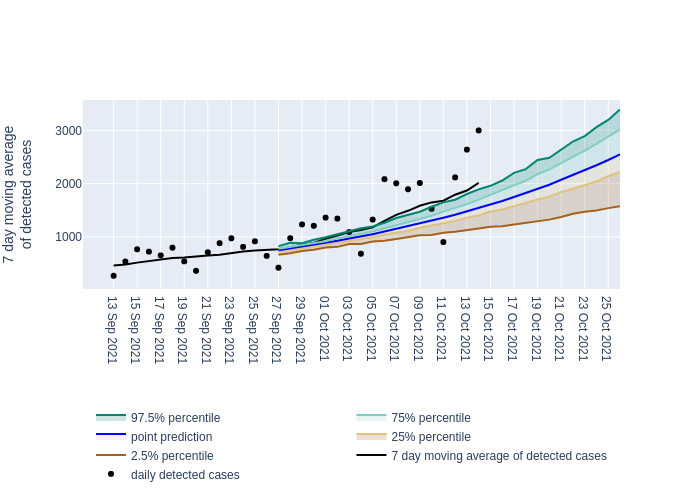 7 day moving average
of detected cases
3000
2000
1000
13 Sep 2021
15 Sep 2021
17 Sep 2021
19 Sep 2021
21 Sep 2021
23 Sep 2021
25 Sep 2021
27 Sep 2021
29 Sep 2021
01 Oct 2021
03 Oct 2021
05 Oct 2021
07 Oct 2021
09 Oct 2021
11 Oct 2021
13 Oct 2021
15 Oct 2021
17 Oct 2021
19 Oct 2021
21 Oct 2021
23 Oct 2021
25 Oct 2021
97.5% percentile
75% percentile
point prediction
25% percentile
2.5% percentile
7 day moving average of detected cases
daily detected cases